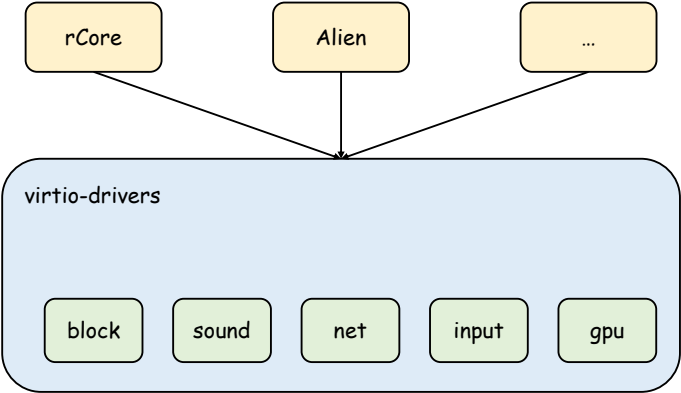 rCore
Alien
...
virtio-drivers
block
sound
net
input
gpu